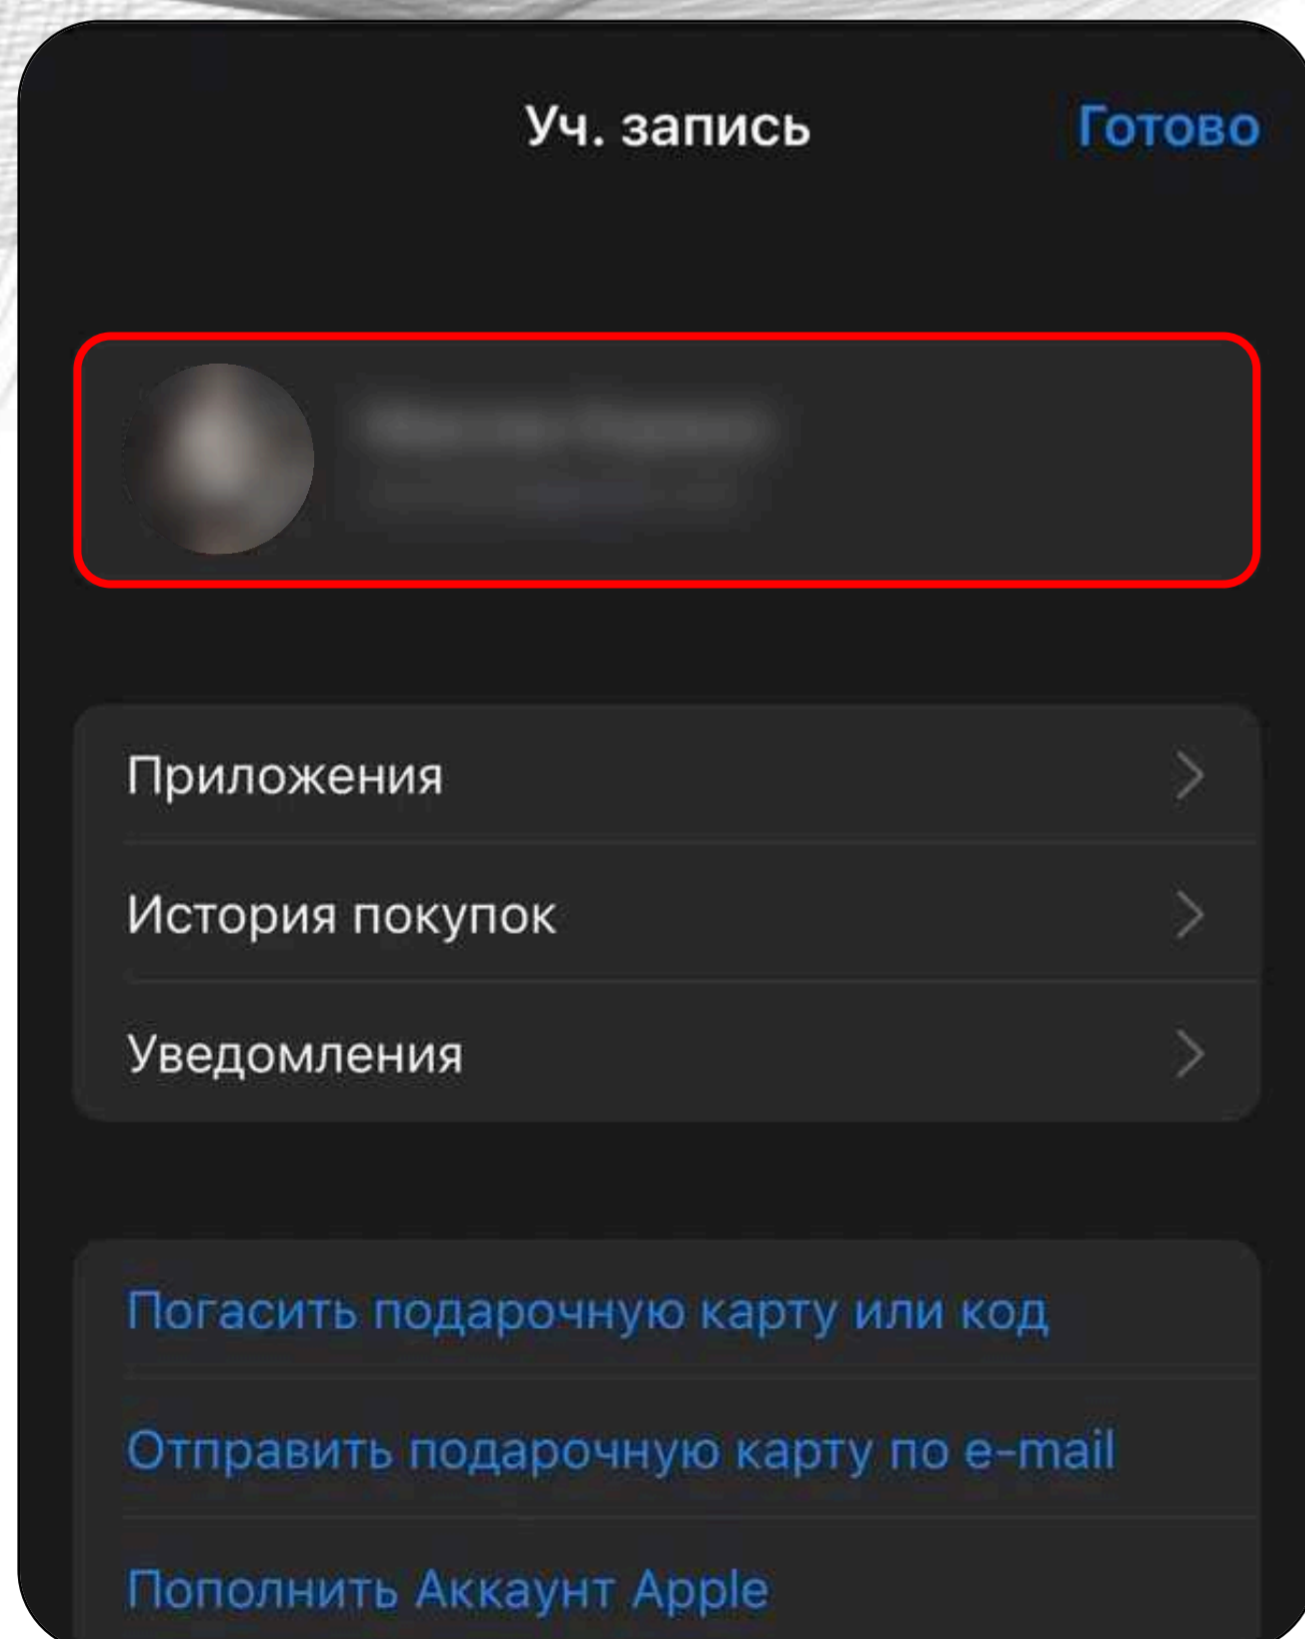 Уч. запись
Готово
Приложения
История покупок
Уведомления
Погасить подарочную карту или код
Отправить подарочную карту по e-mail
Пополнить Аккаунт Apple